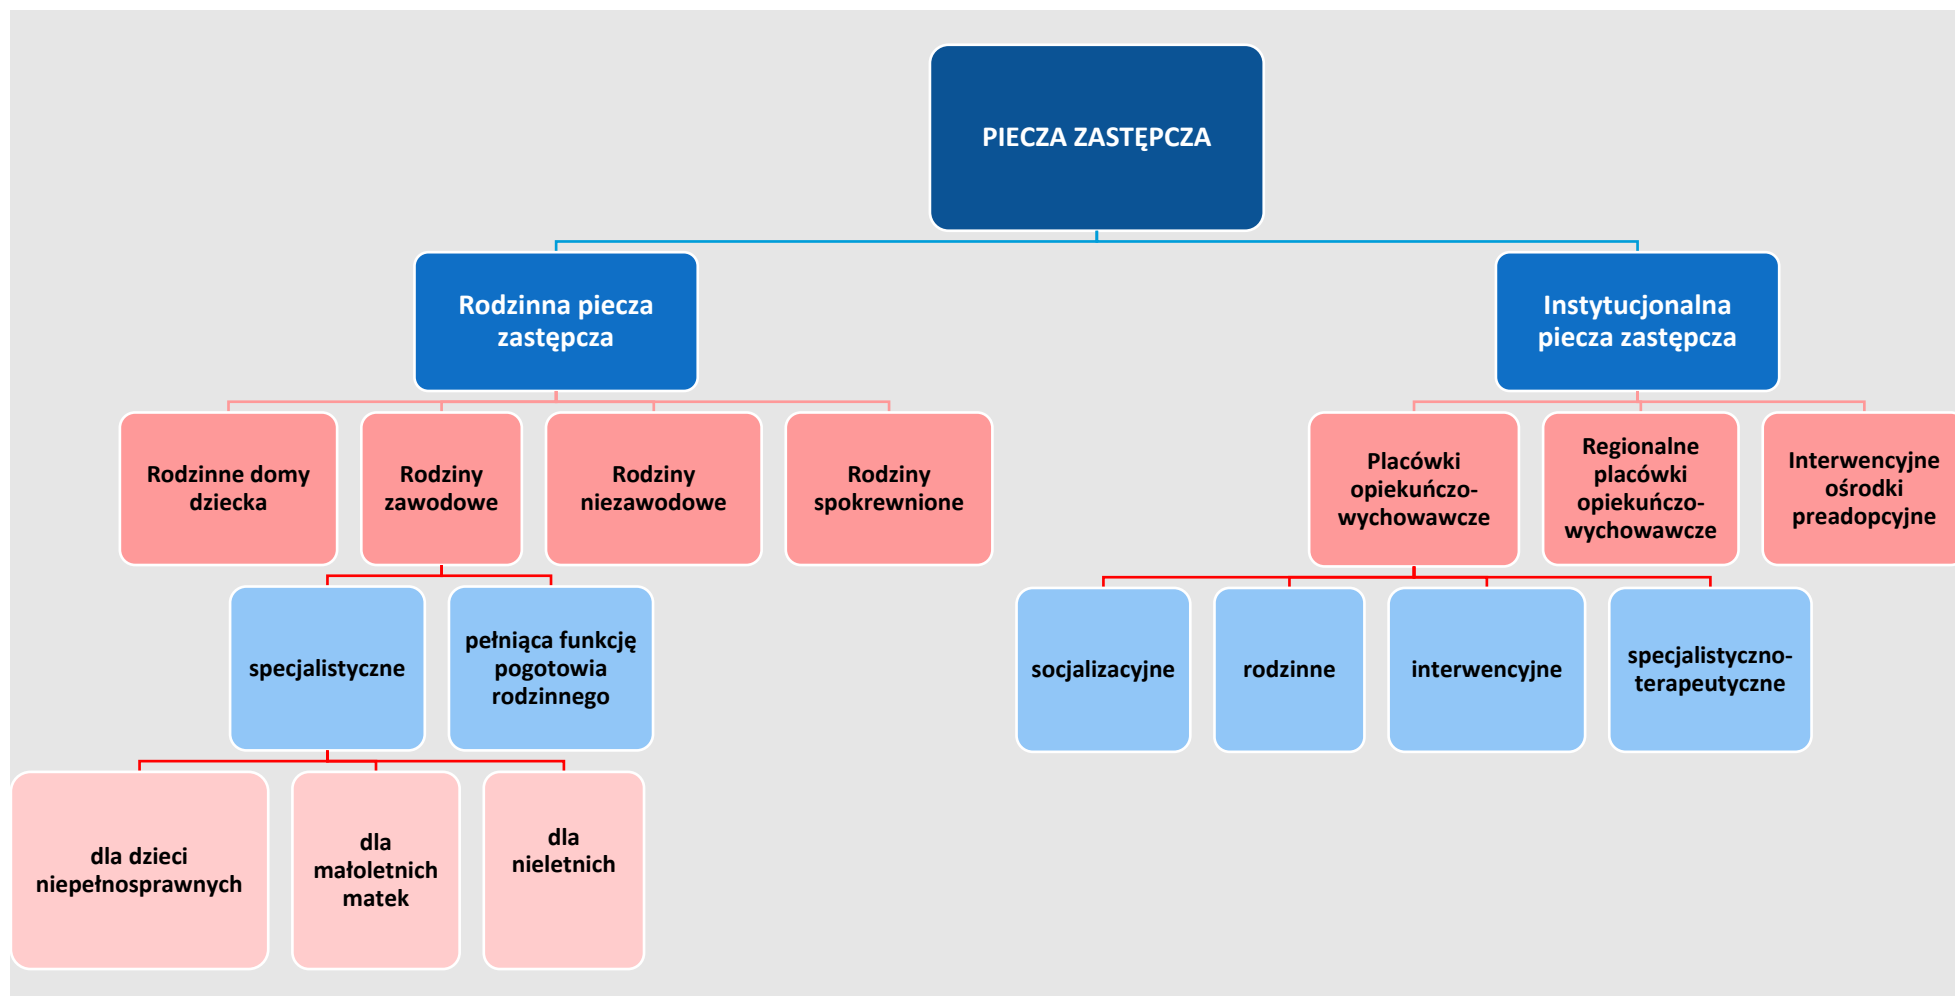 PIECZA ZASTĘPCZA
Rodzinna piecza
zastępcza
Instytucjonalna
piecza zastępcza
Rodzinne domy
dziecka
Rodziny
zawodowe
Rodziny
niezawodowe
Rodziny
spokrewnione
Placówki
opiekuńczo-
wychowawcze
Regionalne
placówki
opiekuńczo-
wychowawcze
Interwencyjne
ośrodki
preadopcyjne
specjalistyczne
pełniąca funkcję
pogotowia
rodzinnego
socjalizacyjne
rodzinne
interwencyjne
specjalistyczno-
terapeutyczne
dla dzieci
niepełnosprawnych
dla
małoletnich
matek
dla
nieletnich